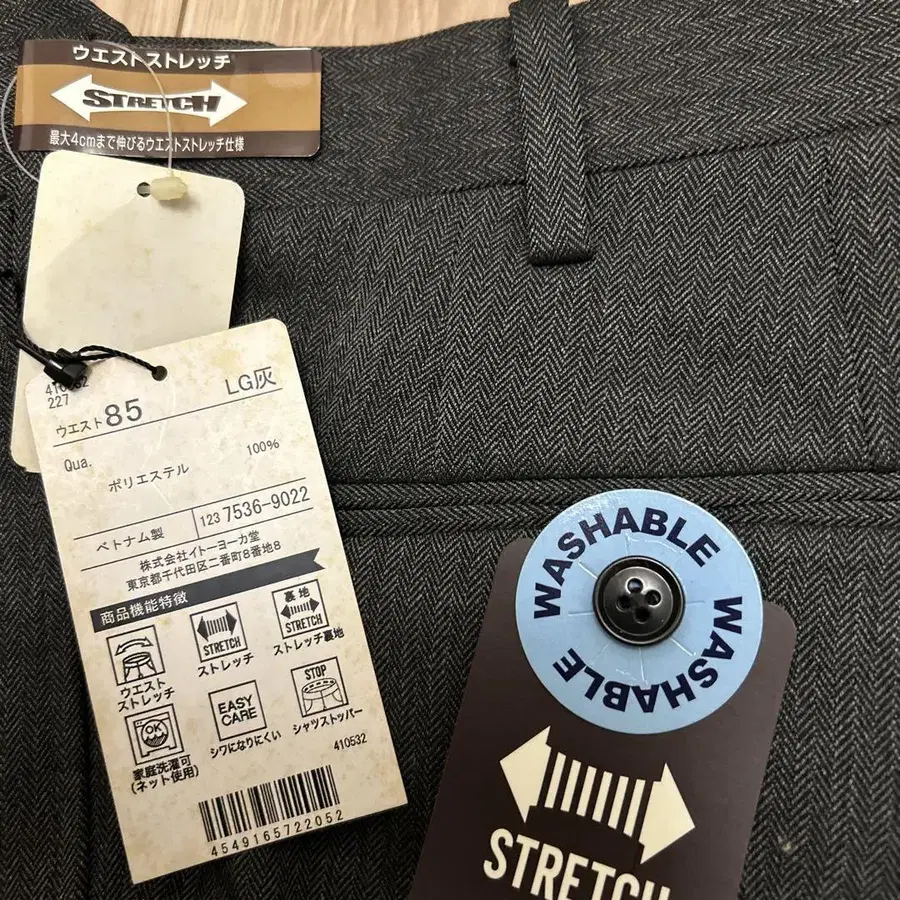 ウエストストレッチ
STRETCH
最大4cmまで伸びるウエストストレッチ仕様
227
ウエスト 85
LG灰
Qua.
ポリエステル 100%
ベトナム製
123 7536-9022
株式会社イトーヨーカ堂
東京都千代田区二番町8番地8
商品機能特徴
ウエスト
ストレッチ
STRETCH
ストレッチ
裏地
STRETCH
ストレッチ裏地
OK
家庭洗濯可
(ネット使用)
EASY
CARE
シワになりにくい
STOP
シャツストッパー
410532
4549165722052
WASHABLE
WASHABLE
STRETCH